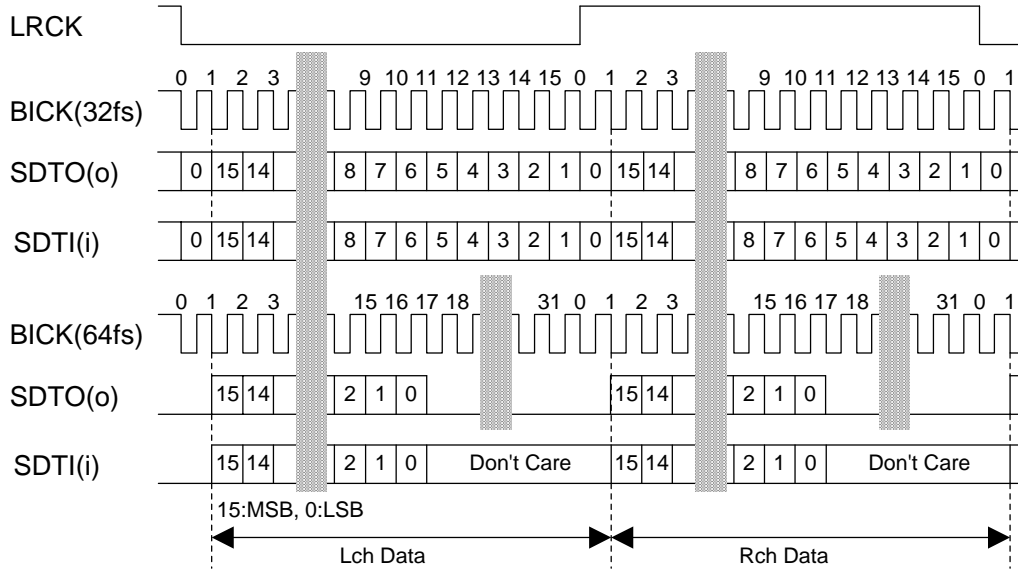 LRCK
0 1 2 3 9 10 11 12 13 14 15 0 1 2 3 9 10 11 12 13 14 15 0 1
BICK(32fs)
SDTO(o) 0 15 14 8 7 6 5 4 3 2 1 0 15 14 8 7 6 5 4 3 2 1 0
SDTI(i) 0 15 14 8 7 6 5 4 3 2 1 0 15 14 8 7 6 5 4 3 2 1 0
0 1 2 3 15 16 17 18 31 0 1 2 3 15 16 17 18 31 0 1
BICK(64fs)
SDTO(o) 15 14 2 1 0 15 14 2 1 0
SDTI(i) 15 14 2 1 0 Don't Care 15 14 2 1 0 Don't Care
15:MSB, 0:LSB
Lch Data Rch Data